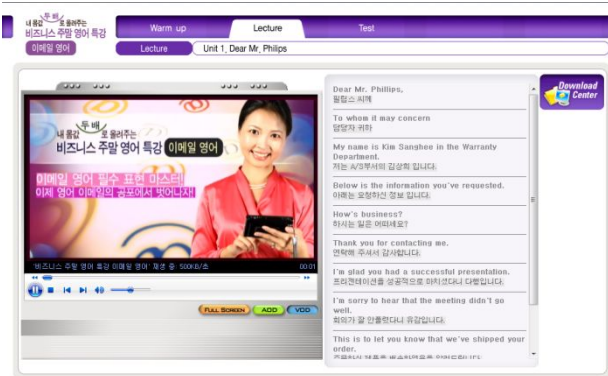 내 몸값 두 배로 올려주는
비즈니스 주말 영어 특강
이메일 영어
Warm up
Lecture
Test
Lecture
Unit 1, Dear Mr, Philips
내 몸값 두 배로 올려주는
비즈니스 주말 영어 특강 이메일 영어
이메일 영어 필수 표현 마스터!
이제 영어 이메일의 공포에서 벗어나자!
'비즈니스 주말 영어 특강 이메일 영어' 재생 중: 500KB/초
00:01
FULL SCREEN
ADD
VOD
Dear Mr. Phillips,
필립스 씨께
To whom it may concern
담당자 귀하
My name is Kim Sanghee in the Warranty
Department.
저는 A/S부서의 김상희 입니다.
Below is the information you've requested.
아래는 요청하신 정보 입니다.
How's business?
하시는 일은 어떠세요?
Thank you for contacting me.
연락해 주셔서 감사합니다.
I'm glad you had a successful presentation.
프리젠테이션을 성공적으로 마치셨다니 다행입니다.
I'm sorry to hear that the meeting didn't go
well.
회의가 잘 안풀렸다니 유감입니다.
This is to let you know that we've shipped your
order.
Download
Center